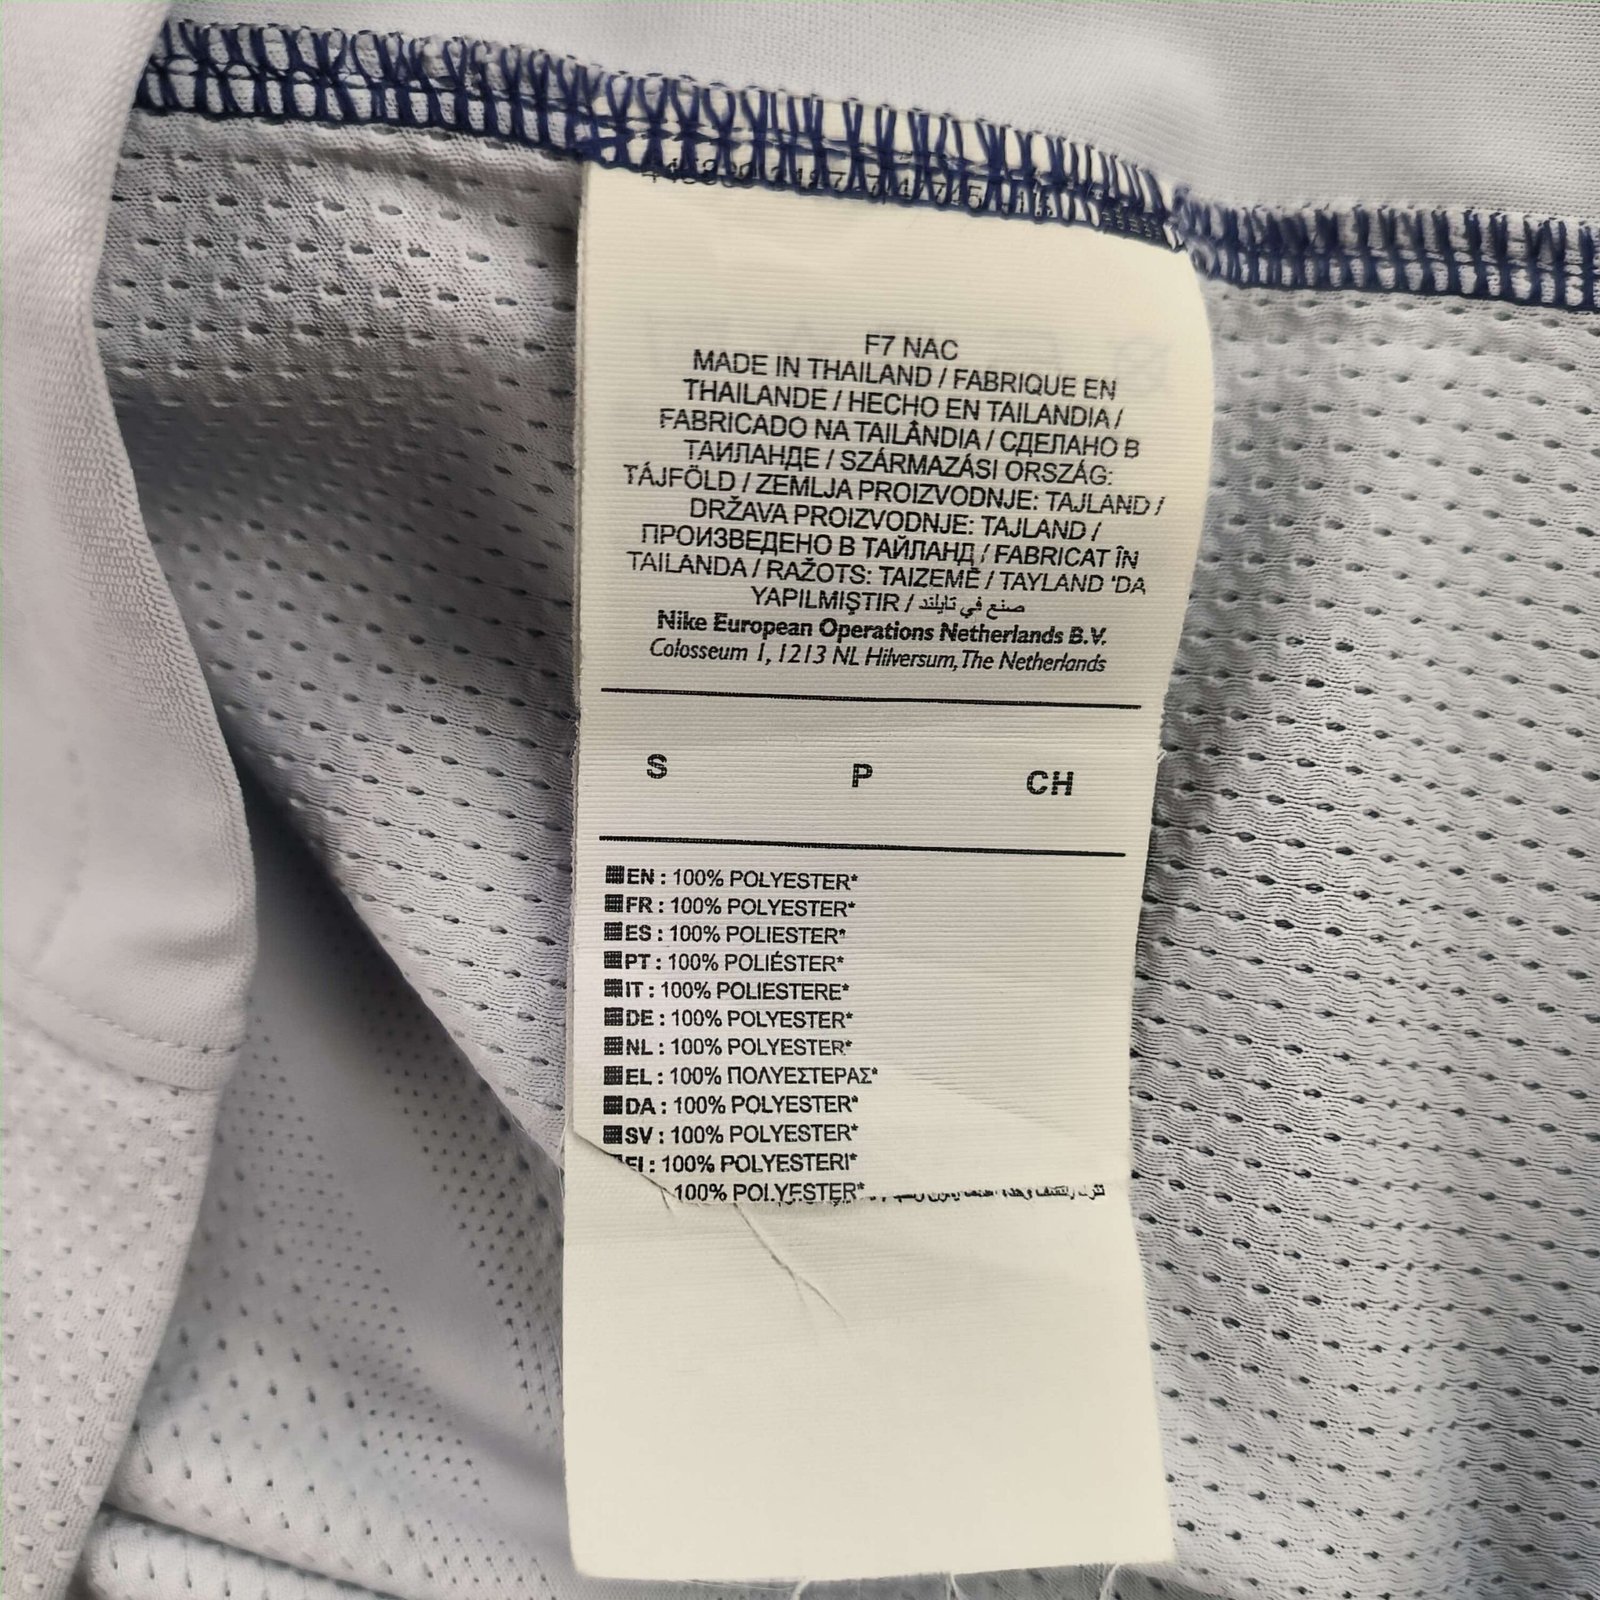 F7 NAC
MADE IN THAILAND / FABRIQUE EN
THAILANDE / HECHO EN TAILANDIA /
FABRICADO NA TAILÂNDIA / СДЕЛАНО В
ТАИЛАНДЕ / SZÁRMAZÁSI ORSZÁG:
TÁJFÖLD / ZEMLJA PROIZVODNJE: TAJLAND /
DRŽAVA PROIZVODNJE: TAJLAND /
ПРОИЗВЕДЕНО В ТАЙЛАНД / FABRICAT ÎN
TAILANDA / RAŽOTS: TAIZEMĒ / TAYLAND 'DA
YAPILMIŞTIR / صنع في تايلند
Nike European Operations Netherlands B.V.
Colosseum 1, 1213 NL Hilversum, The Netherlands
S P CH
EN : 100% POLYESTER*
FR : 100% POLYESTER*
ES : 100% POLIESTER*
PT : 100% POLIÉSTER*
IT : 100% POLIESTERE*
DE : 100% POLYESTER*
NL : 100% POLYESTER*
EL : 100% ΠΟΛΥΕΣΤΕΡΑΣ*
DA : 100% POLYESTER*
SV : 100% POLYESTER*
FI : 100% POLYESTERI*
100% POLYESTER*